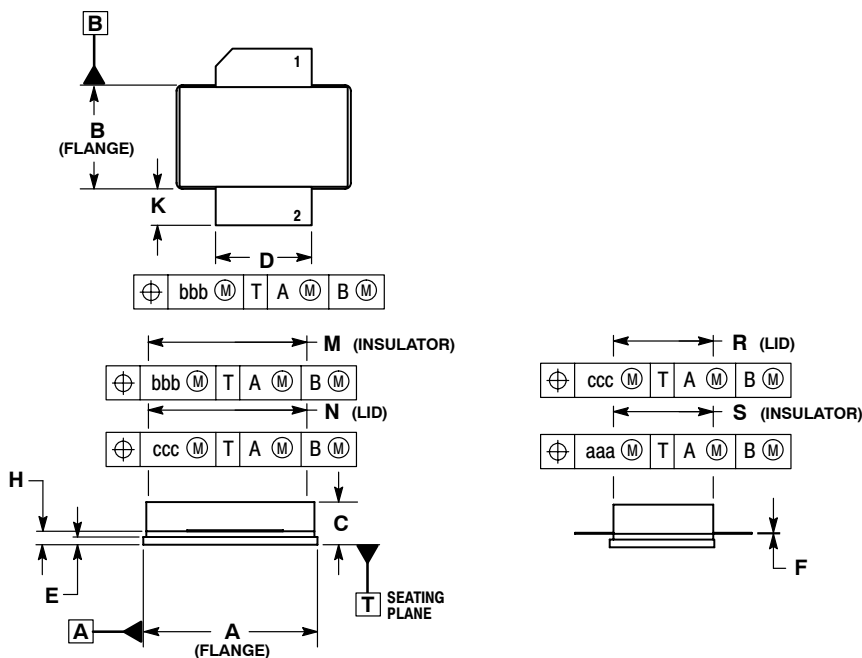 B
1
B
(FLANGE)
K
2
D
⌖ bbb Ⓜ T A Ⓜ B Ⓜ
M (INSULATOR)
⌖ bbb Ⓜ T A Ⓜ B Ⓜ
N (LID)
⌖ ccc Ⓜ T A Ⓜ B Ⓜ
H
C
E
T SEATING
PLANE
A
A
(FLANGE)
R (LID)
⌖ ccc Ⓜ T A Ⓜ B Ⓜ
S (INSULATOR)
⌖ aaa Ⓜ T A Ⓜ B Ⓜ
F